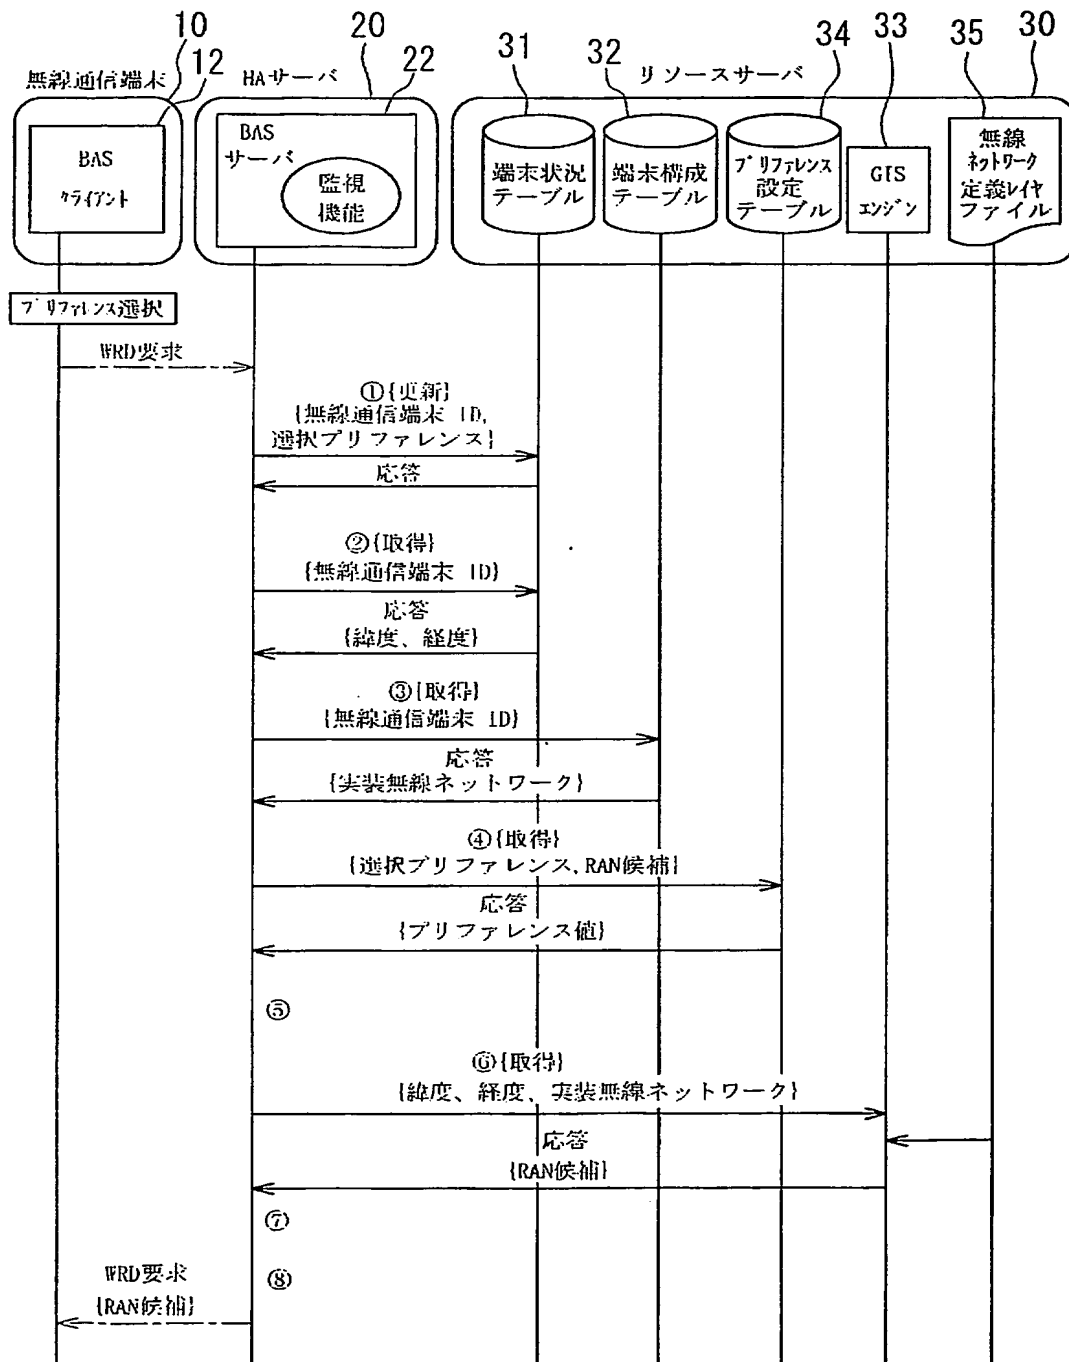 10
20
30
12
22
31
32
34
33
35
無線通信端末
HAサーバ
リソースサーバ
BAS
クライアント
BAS
サーバ
監視
機能
端末状況
テーブル
端末構成
テーブル
プリファレンス
設定
テーブル
GIS
エンジン
無線
ネットワーク
定義レイヤ
ファイル
プリファレンス選択
WRD要求
①{更新}
{無線通信端末 ID,
選択プリファレンス}
応答
②{取得}
{無線通信端末 ID}
応答
{緯度、経度}
③{取得}
{無線通信端末 ID}
応答
{実装無線ネットワーク}
④{取得}
{選択プリファレンス,RAN候補}
応答
{プリファレンス値}
⑤
⑥{取得}
{緯度、経度、実装無線ネットワーク}
応答
{RAN候補}
⑦
⑧
WRD要求
{RAN候補}